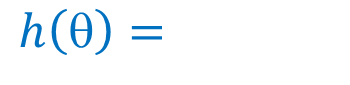 h(θ) =